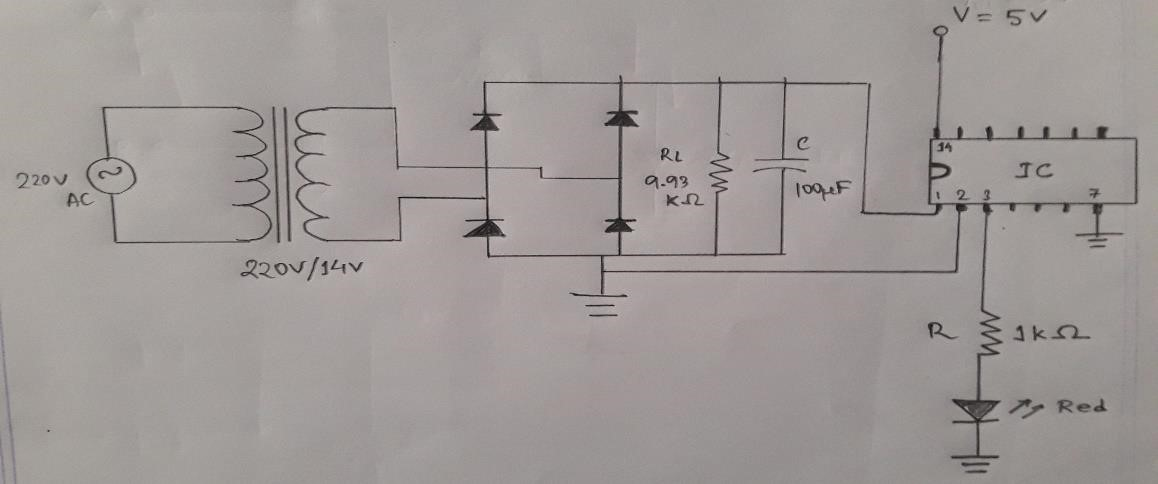 V = 5V
220V
AC
220V/14V
RL
9.93
KΩ
C
100µF
14
IC
1 2 3 7
R 1KΩ
Red